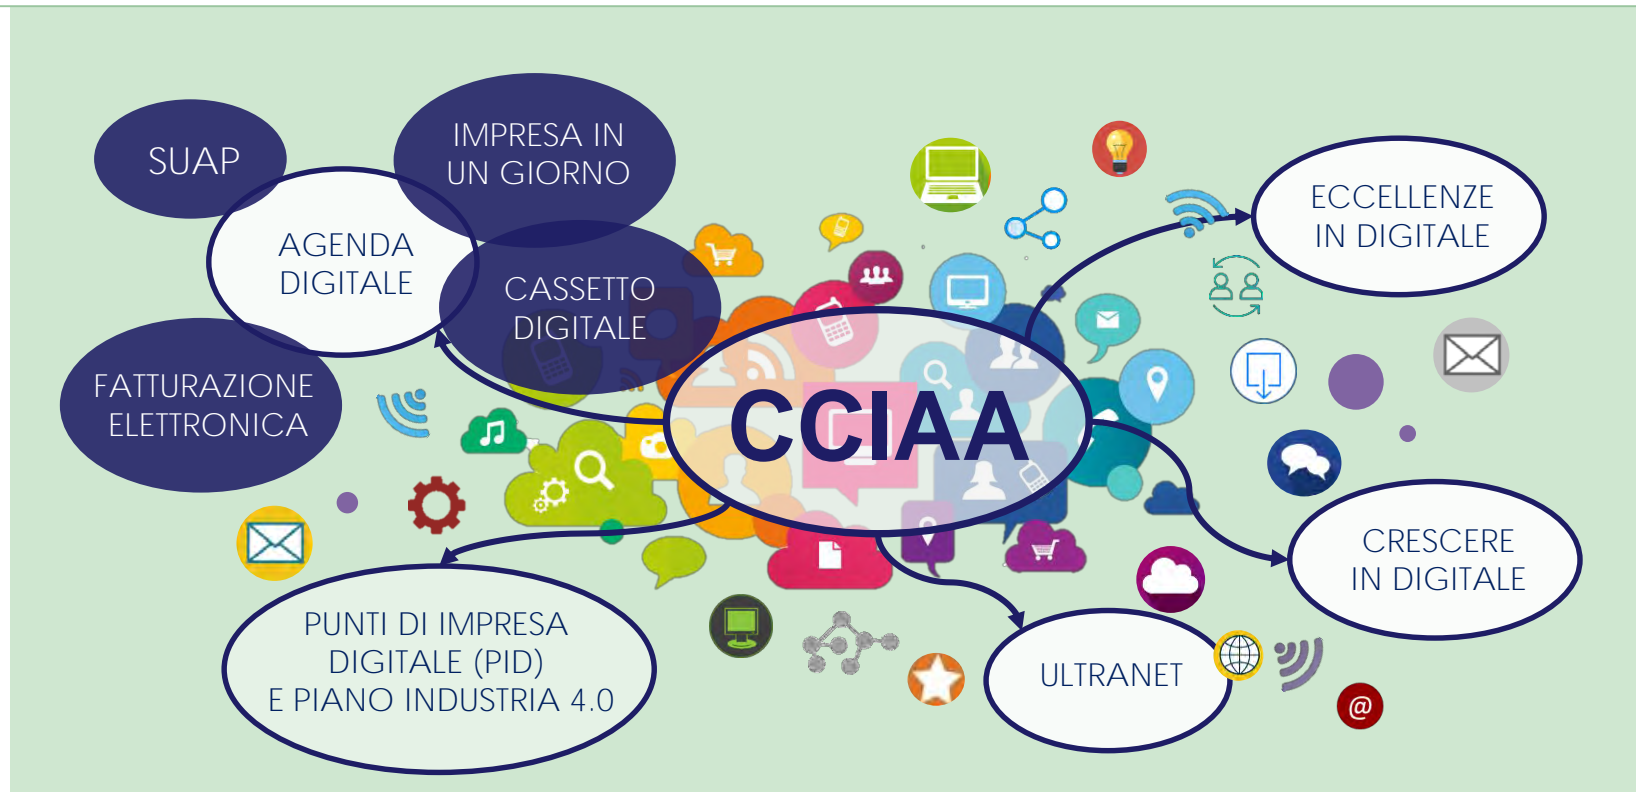 SUAP
IMPRESA IN
UN GIORNO
AGENDA
DIGITALE
CASSETTO
DIGITALE
FATTURAZIONE
ELETTRONICA
CCIAA
ECCELLENZE
IN DIGITALE
CRESCERE
IN DIGITALE
PUNTI DI IMPRESA
DIGITALE (PID)
E PIANO INDUSTRIA 4.0
ULTRANET
@